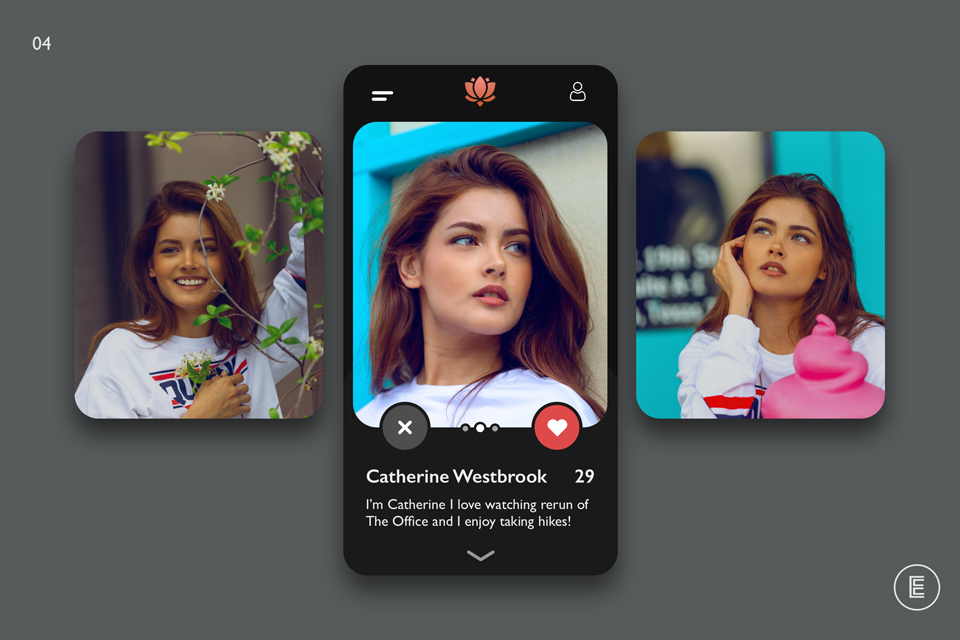 04
Catherine Westbrook 29
I'm Catherine I love watching rerun of
The Office and I enjoy taking hikes!
E